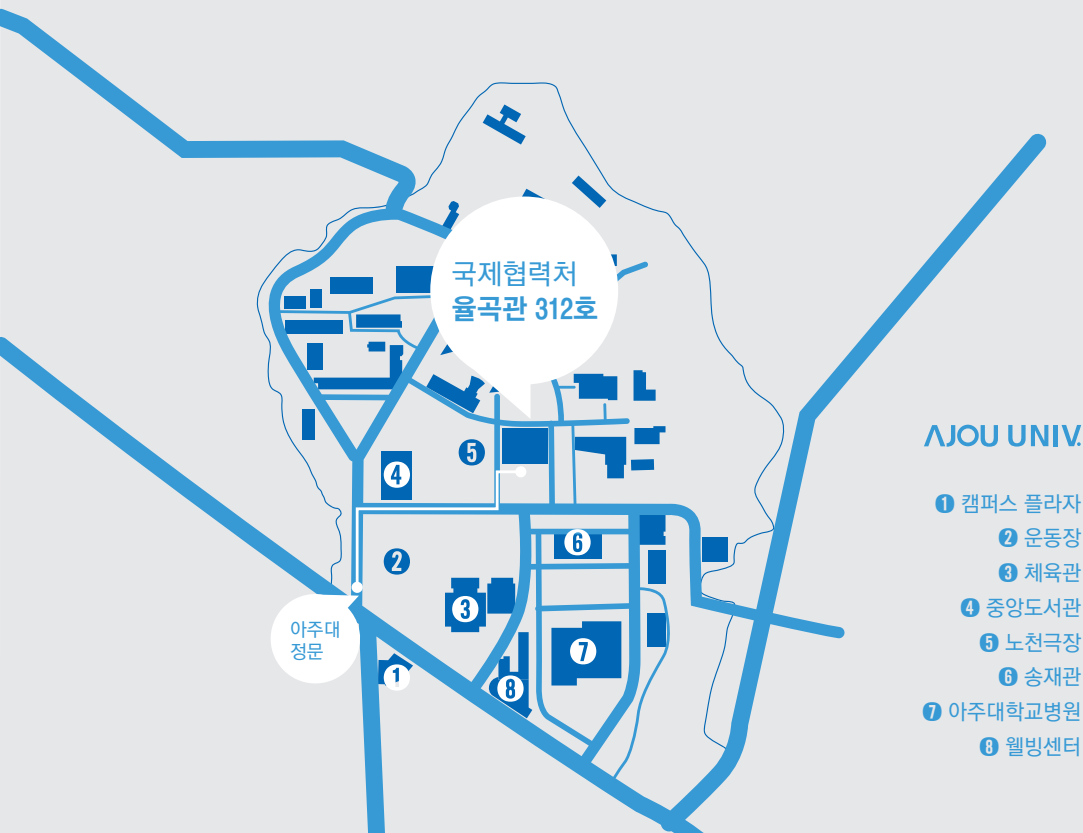 국제협력처
율곡관 312호
5
4
6
2
3
아주대
정문
7
1
8
AJOU UNIV.
1 캠퍼스 플라자
2 운동장
3 체육관
4 중앙도서관
5 노천극장
6 송재관
7 아주대학교병원
8 웰빙센터